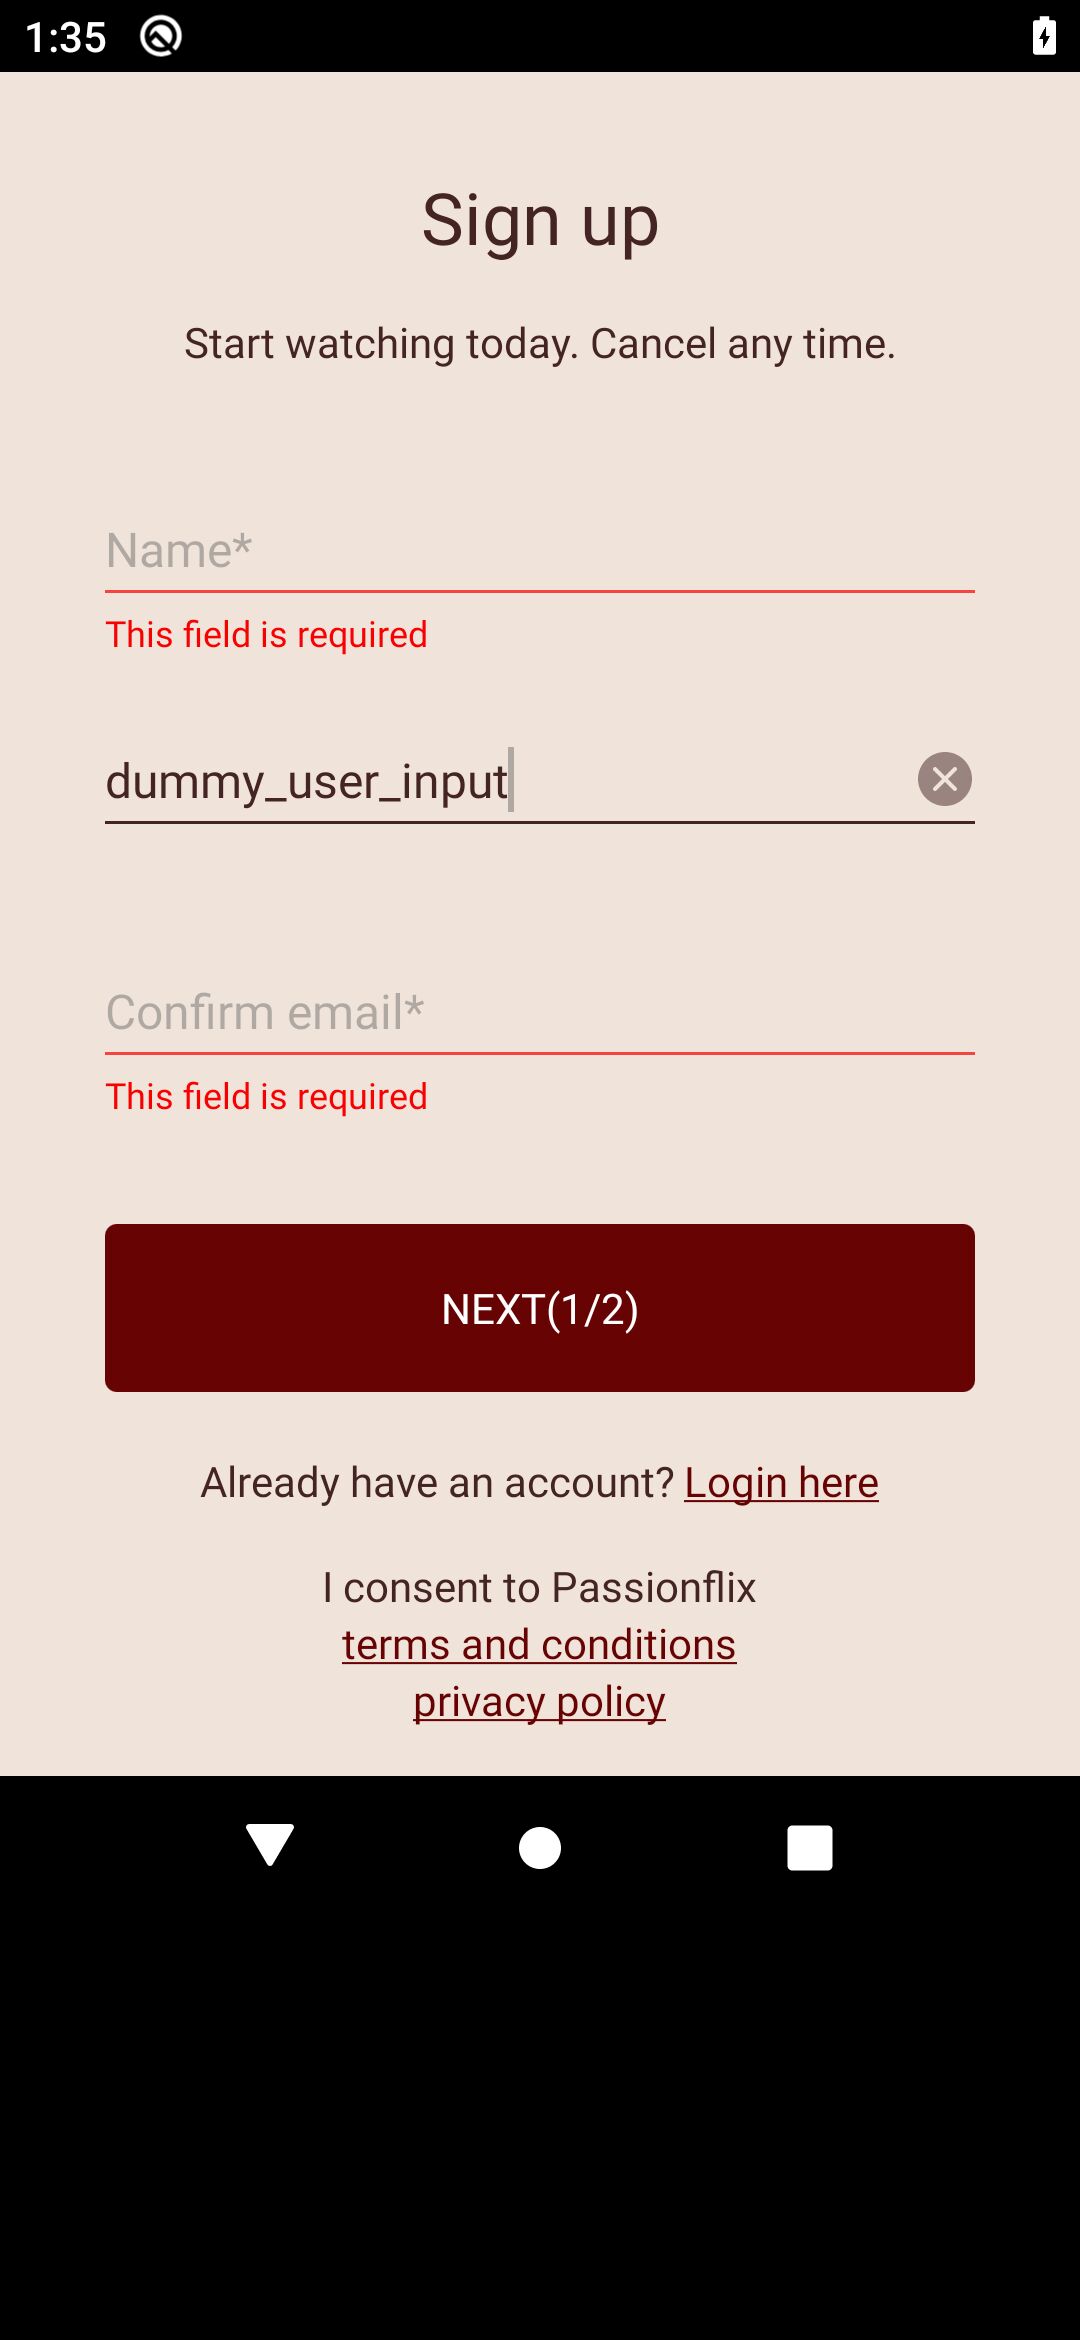 1:35
Sign up
Start watching today. Cancel any time.
Name*
This field is required
dummy_user_input
Confirm email*
This field is required
NEXT(1/2)
Already have an account? Login here
I consent to Passionflix
terms and conditions
privacy policy